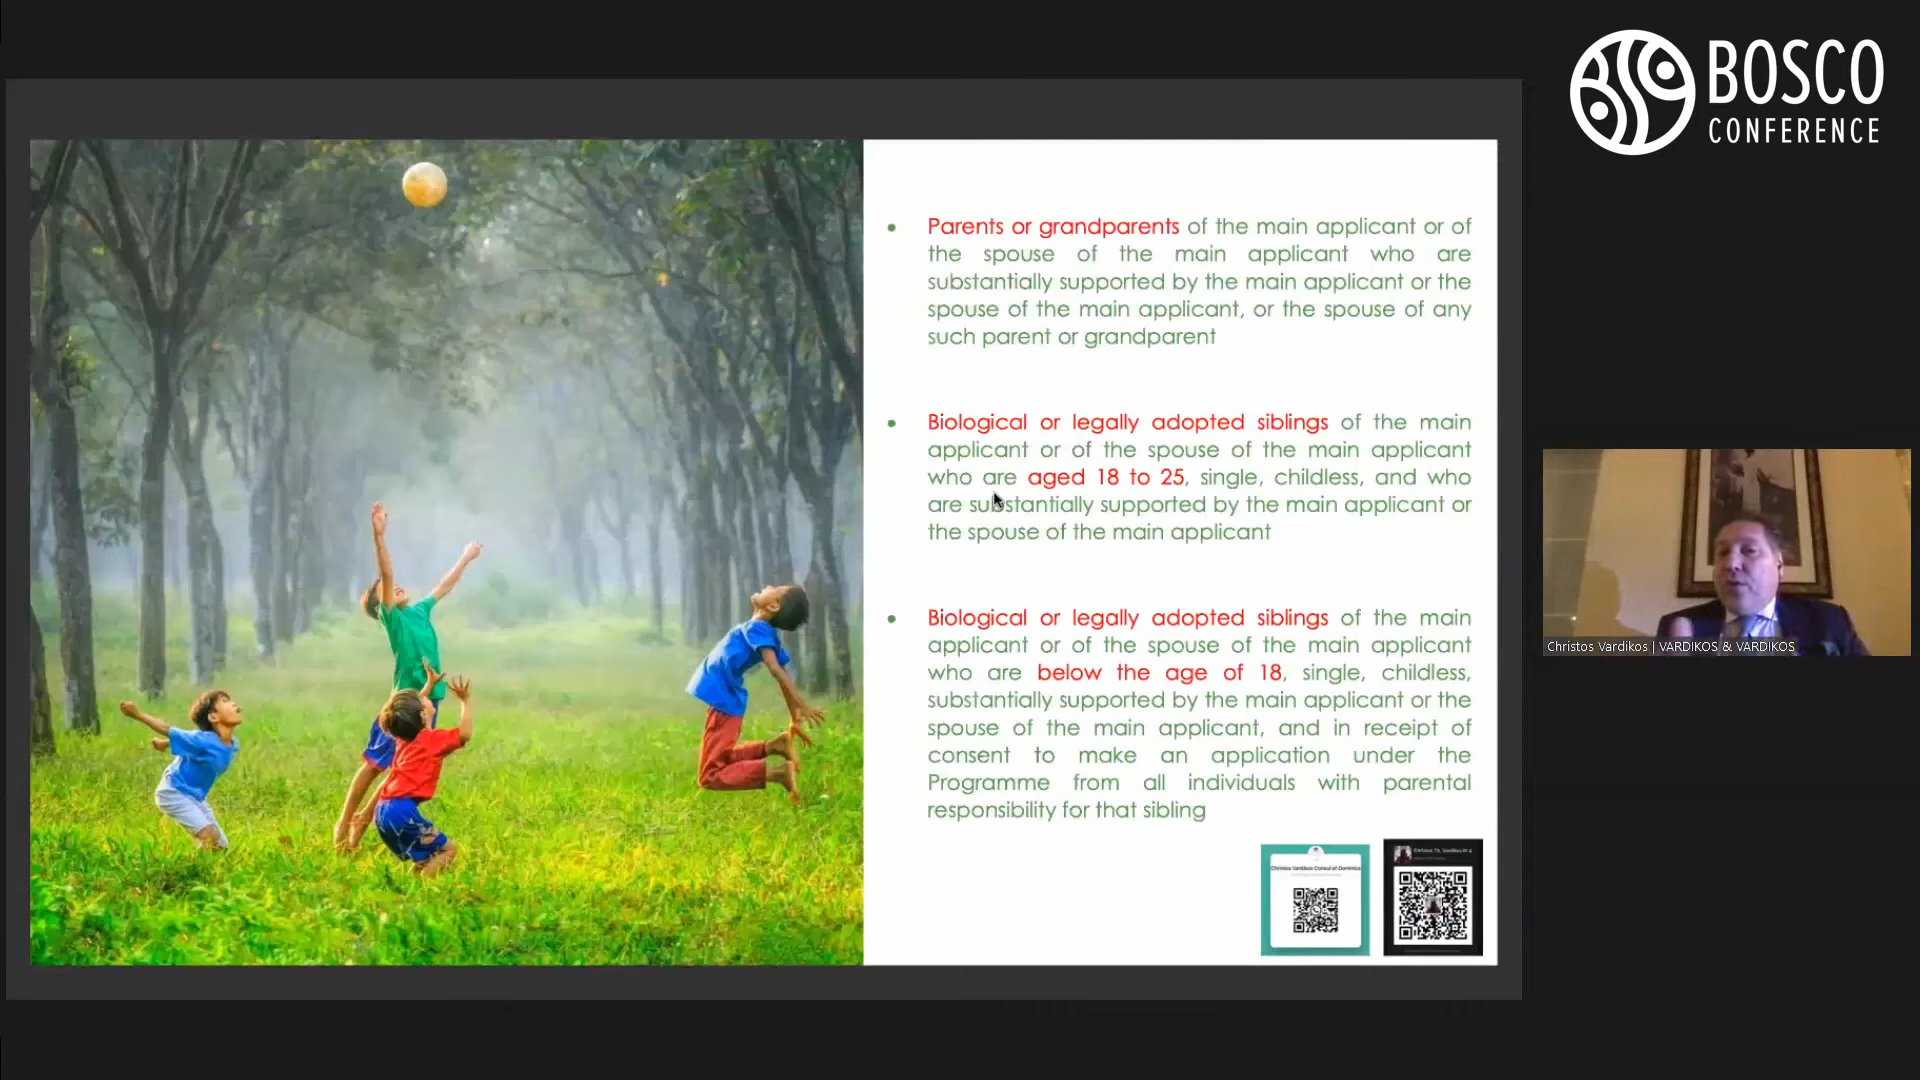 BOSCO
CONFERENCE
• Parents or grandparents of the main applicant or of
the spouse of the main applicant who are
substantially supported by the main applicant or the
spouse of the main applicant, or the spouse of any
such parent or grandparent
• Biological or legally adopted siblings of the main
applicant or of the spouse of the main applicant
who are aged 18 to 25, single, childless, and who
are substantially supported by the main applicant or
the spouse of the main applicant
• Biological or legally adopted siblings of the main
applicant or of the spouse of the main applicant
who are below the age of 18, single, childless,
substantially supported by the main applicant or the
spouse of the main applicant, and in receipt of
consent to make an application under the
Programme from all individuals with parental
responsibility for that sibling
Christos Vardikos Consul of Dominica
Christos Vardikos | VARDIKOS & VARDIKOS